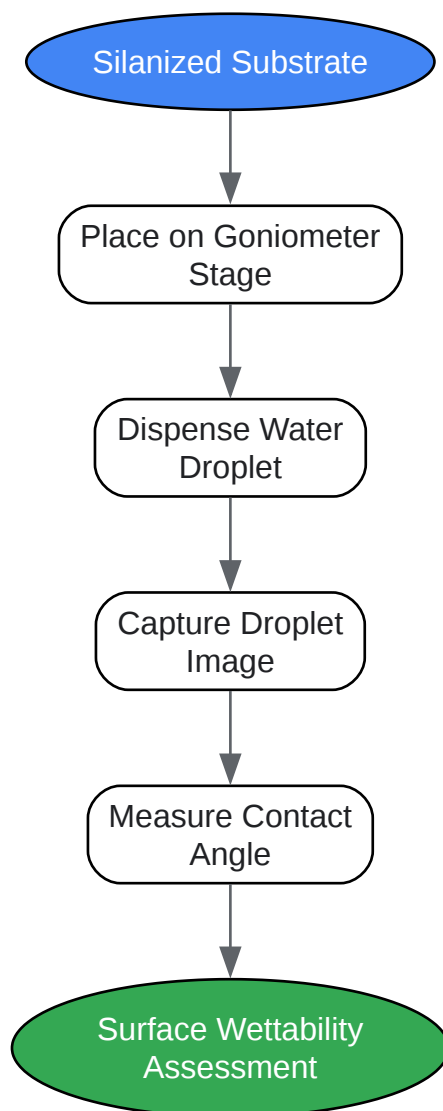 Silanized Substrate
Place on Goniometer
Stage
Dispense Water
Droplet
Capture Droplet
Image
Measure Contact
Angle
Surface Wettability
Assessment